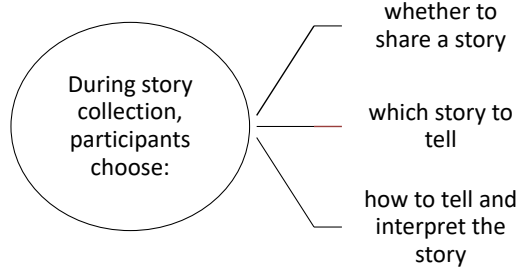 During story
collection,
participants
choose:
whether to
share a story
which story to
tell
how to tell and
interpret the
story